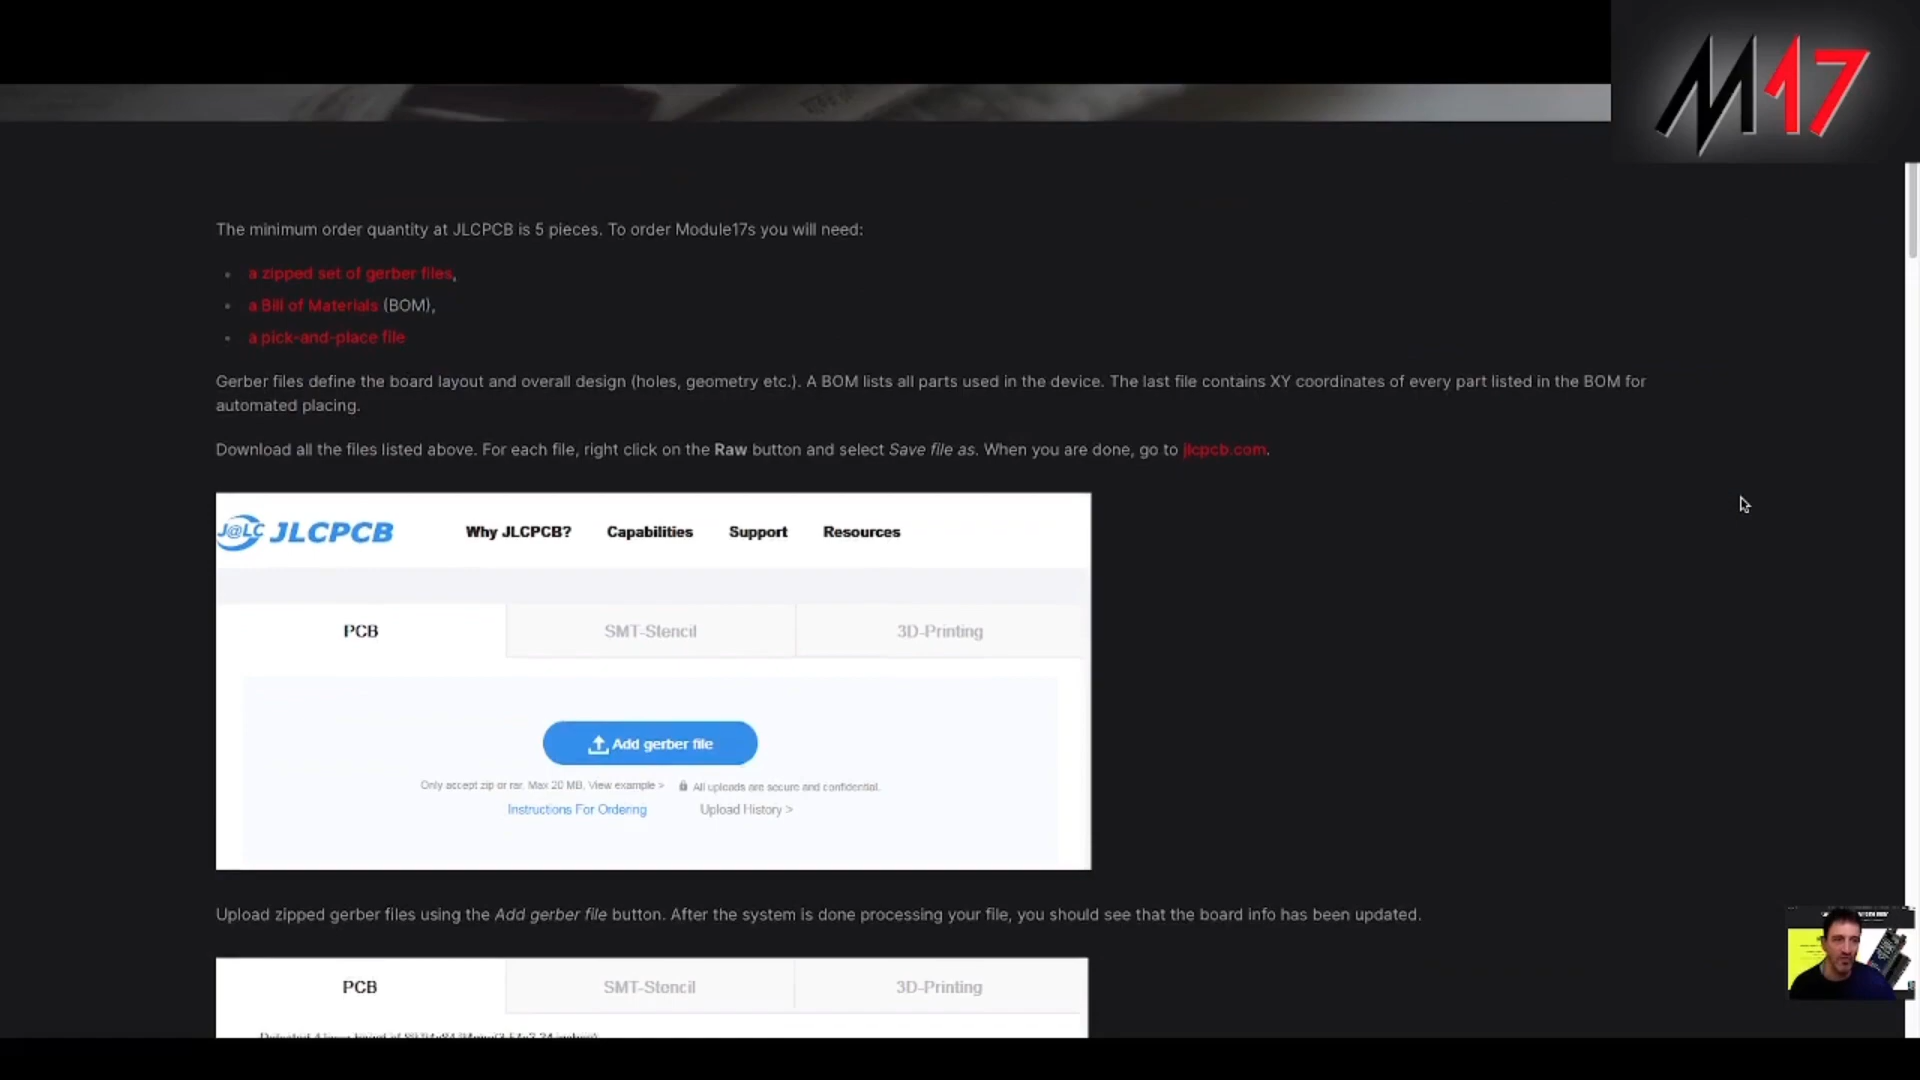 M17
The minimum order quantity at JLCPCB is 5 pieces. To order Module17s you will need:
• a zipped set of gerber files,
• a Bill of Materials (BOM),
• a pick-and-place file
Gerber files define the board layout and overall design (holes, geometry etc.). A BOM lists all parts used in the device. The last file contains XY coordinates of every part listed in the BOM for
automated placing.
Download all the files listed above. For each file, right click on the Raw button and select Save file as. When you are done, go to jlcpcb.com.
J@LC JLCPCB Why JLCPCB? Capabilities Support Resources
PCB SMT-Stencil 3D-Printing
Add gerber file
Only accept zip or rar. Max 20 MB, View example > All uploads are secure and confidential.
Instructions For Ordering Upload History >
Upload zipped gerber files using the Add gerber file button. After the system is done processing your file, you should see that the board info has been updated.
PCB SMT-Stencil 3D-Printing